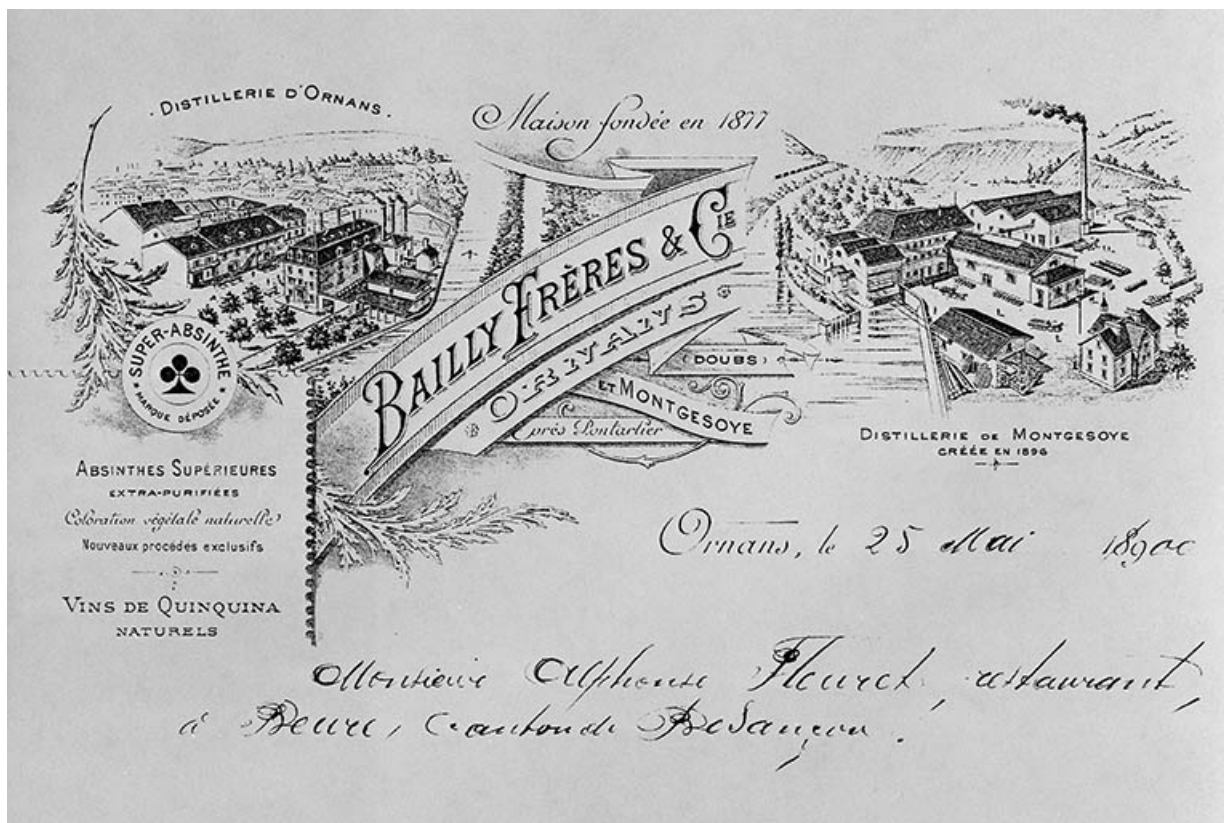 DISTILLERIE D'ORNANS.
Maison fondée en 1877
BAILLY FRÈRES & CIE
ORNANS
(DOUBS)
ET MONTGESOYE
près Pontarlier
SUPER-ABSINTHE
MARQUE DÉPOSÉE
DISTILLERIE DE MONTGESOYE
CRÉÉE EN 1896
ABSINTHES SUPÉRIEURES
EXTRA-PURIFIÉES
Coloration végétale naturelle
Nouveaux procédés exclusifs
VINS DE QUINQUINA
NATURELS
Ornans, le 25 Mai 1900
Monsieur Alphonse Fleuret, restaurant,
à Beure, Canton de Besançon.